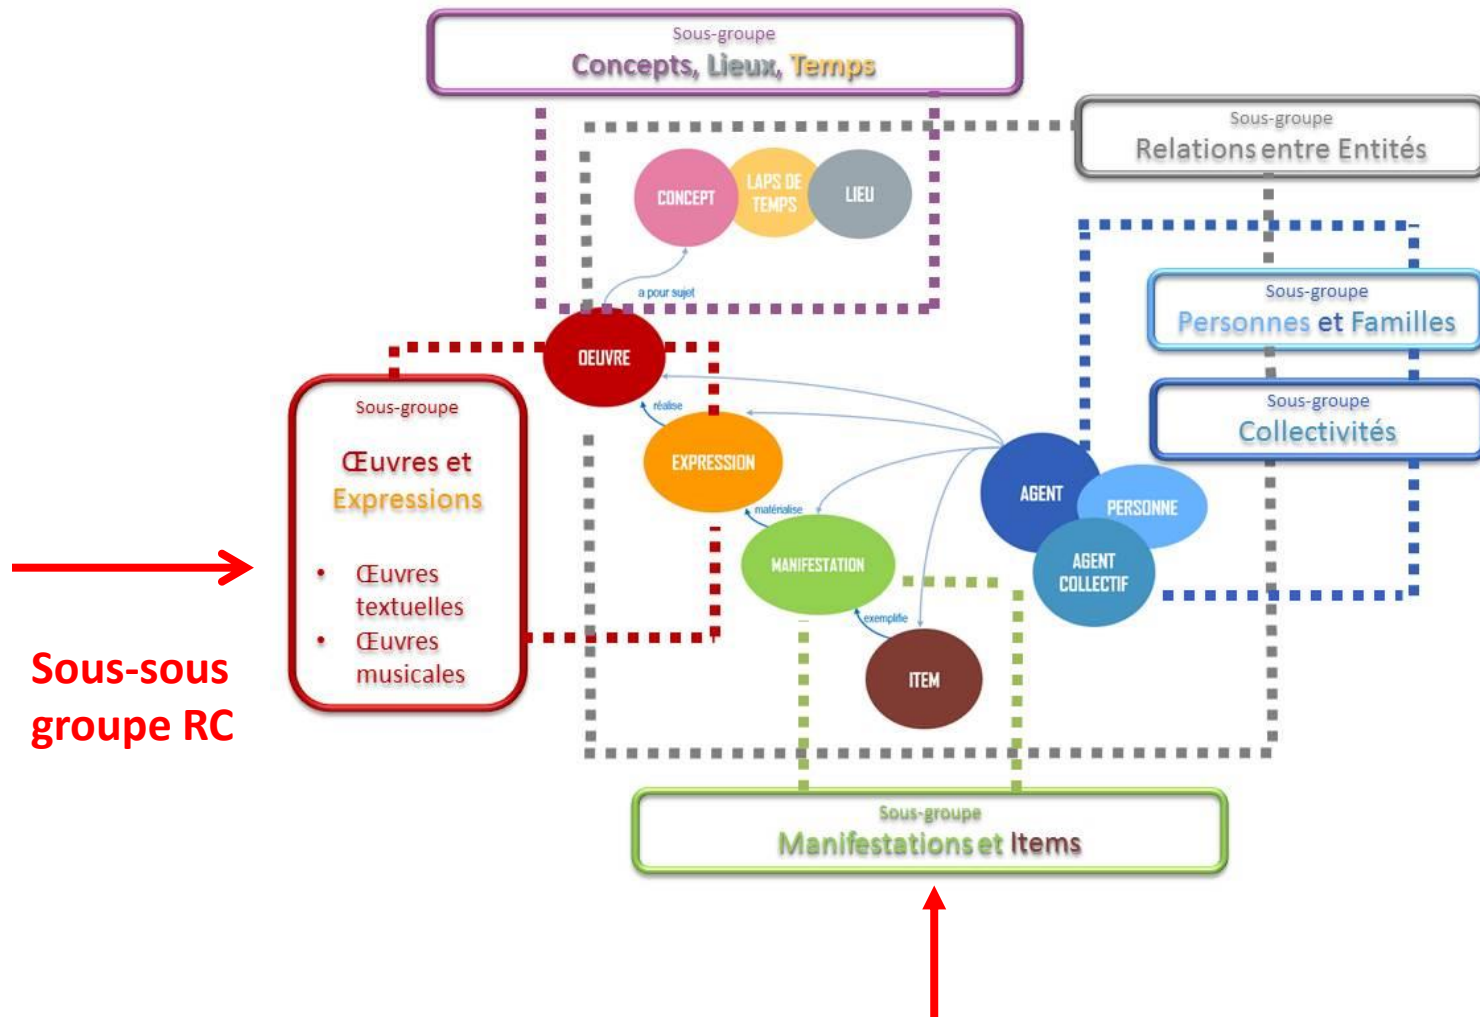 Sous-groupe
Concepts, Lieux, Temps
Sous-groupe
Relations entre Entités
CONCEPT
LAPS DE
TEMPS
LIEU
a pour sujet
Sous-groupe
Personnes et Familles
Sous-groupe
Collectivités
OEUVRE
réalise
EXPRESSION
matérialise
MANIFESTATION
exemplifie
ITEM
AGENT
PERSONNE
AGENT
COLLECTIF
Sous-groupe
Œuvres et
Expressions
• Œuvres
textuelles
• Œuvres
musicales
Sous-sous
groupe RC
Sous-groupe
Manifestations et Items